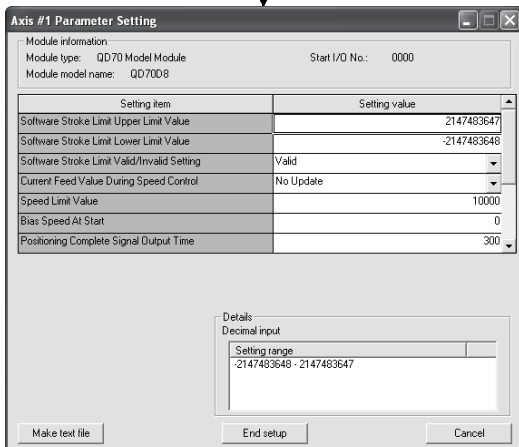 Axis #1 Parameter Setting
Module information
Module type: QD70 Model Module Start I/O No.: 0000
Module model name: QD70D8
Setting item Setting value
Software Stroke Limit Upper Limit Value 2147483647
Software Stroke Limit Lower Limit Value -2147483648
Software Stroke Limit Valid/Invalid Setting Valid
Current Feed Value During Speed Control No Update
Speed Limit Value 10000
Bias Speed At Start 0
Positioning Complete Signal Output Time 300
Details
Decimal input
Setting range
-2147483648 - 2147483647
Make text file End setup Cancel